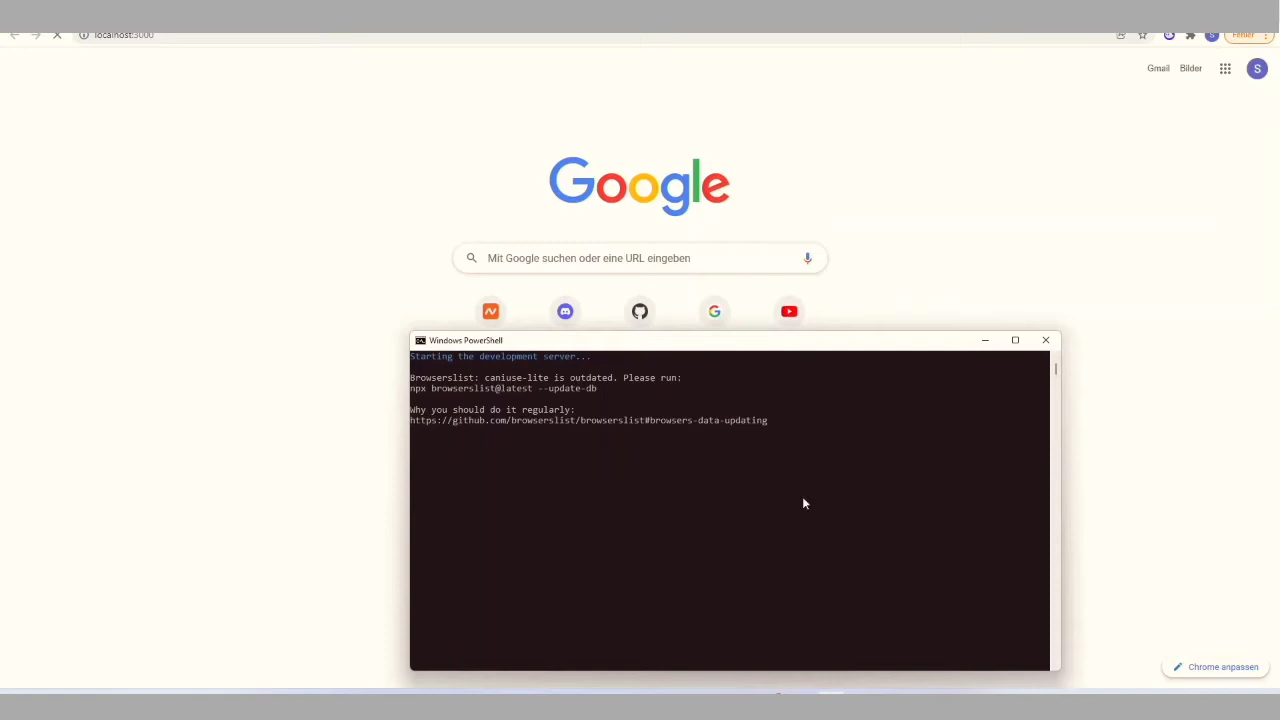 localhost:3000
Fehler
Gmail Bilder S
Google
Mit Google suchen oder eine URL eingeben
Windows PowerShell
Starting the development server...
Browserslist: caniuse-lite is outdated. Please run:
npx browserslist@latest --update-db
Why you should do it regularly:
https://github.com/browserslist/browserslist#browsers-data-updating
Chrome anpassen